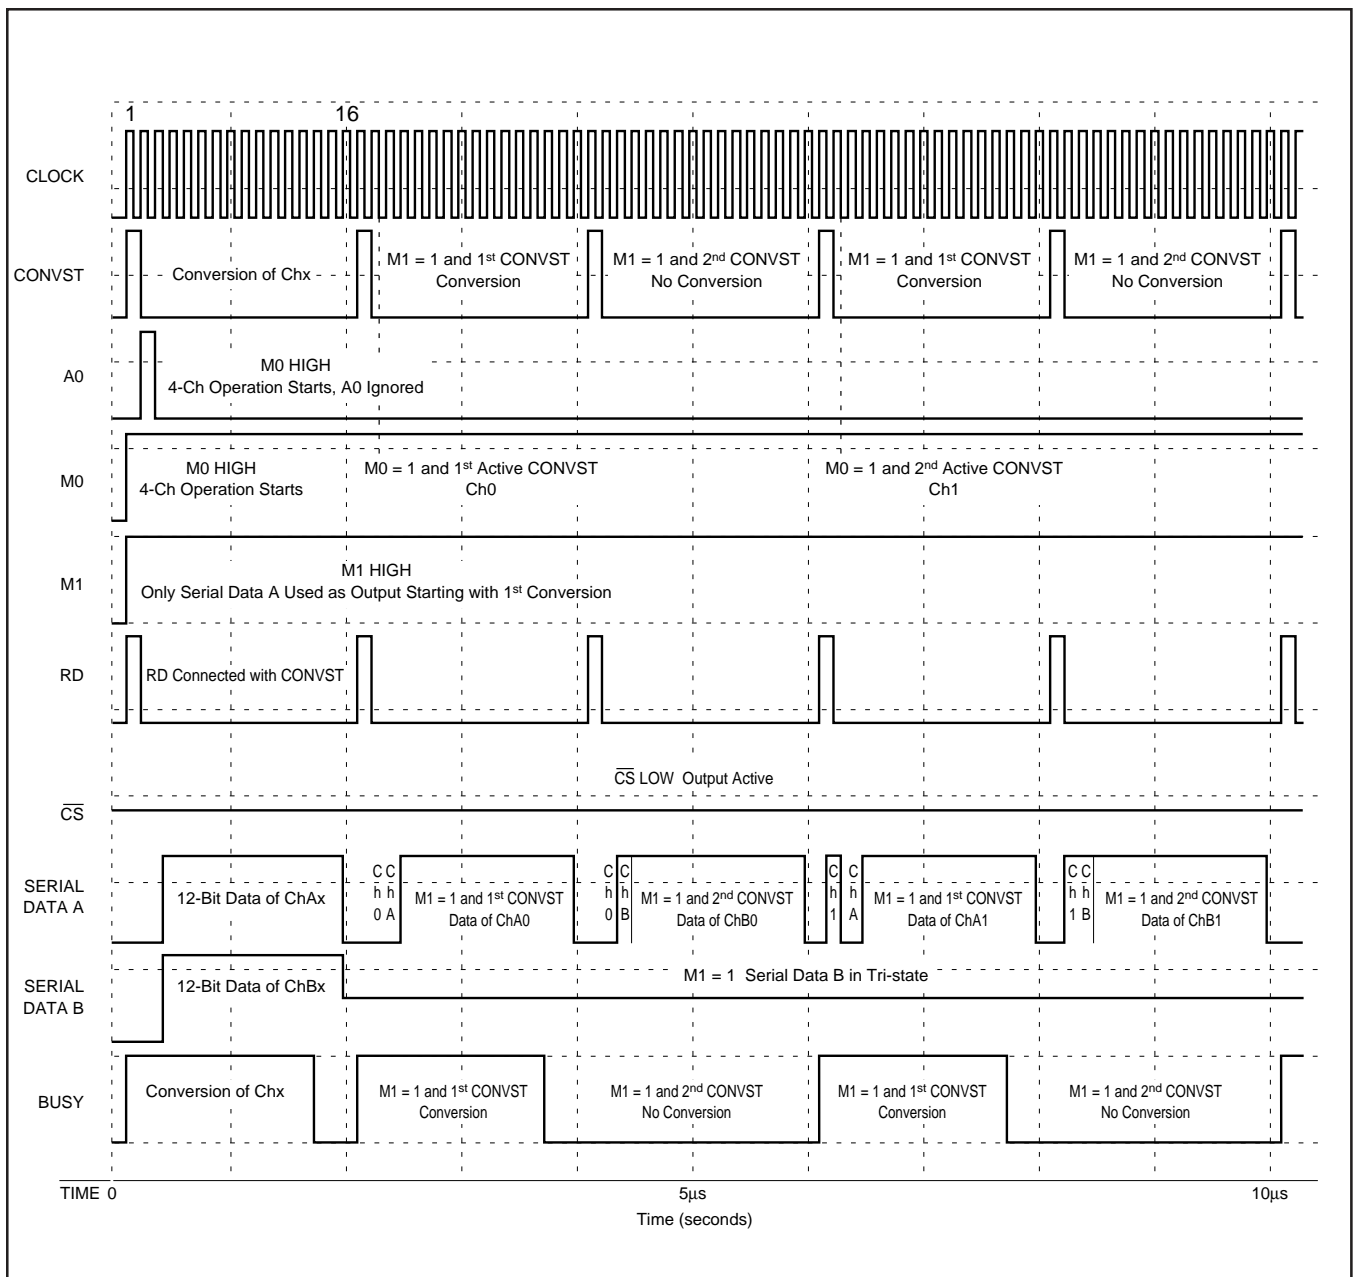 1 16
CLOCK
CONVST
Conversion of Chx
M1 = 1 and 1st CONVST
Conversion
M1 = 1 and 2nd CONVST
No Conversion
M1 = 1 and 1st CONVST
Conversion
M1 = 1 and 2nd CONVST
No Conversion
A0
M0 HIGH
4-Ch Operation Starts, A0 Ignored
M0
M0 HIGH
4-Ch Operation Starts
M0 = 1 and 1st Active CONVST
Ch0
M0 = 1 and 2nd Active CONVST
Ch1
M1
M1 HIGH
Only Serial Data A Used as Output Starting with 1st Conversion
RD
RD Connected with CONVST
CS LOW Output Active
CS
SERIAL
DATA A
12-Bit Data of ChAx
Ch0
ChA
M1 = 1 and 1st CONVST
Data of ChA0
Ch0
ChB
M1 = 1 and 2nd CONVST
Data of ChB0
Ch1
ChA
M1 = 1 and 1st CONVST
Data of ChA1
Ch1
ChB
M1 = 1 and 2nd CONVST
Data of ChB1
SERIAL
DATA B
12-Bit Data of ChBx
M1 = 1 Serial Data B in Tri-state
BUSY
Conversion of Chx
M1 = 1 and 1st CONVST
Conversion
M1 = 1 and 2nd CONVST
No Conversion
M1 = 1 and 1st CONVST
Conversion
M1 = 1 and 2nd CONVST
No Conversion
TIME 0 5µs 10µs
Time (seconds)